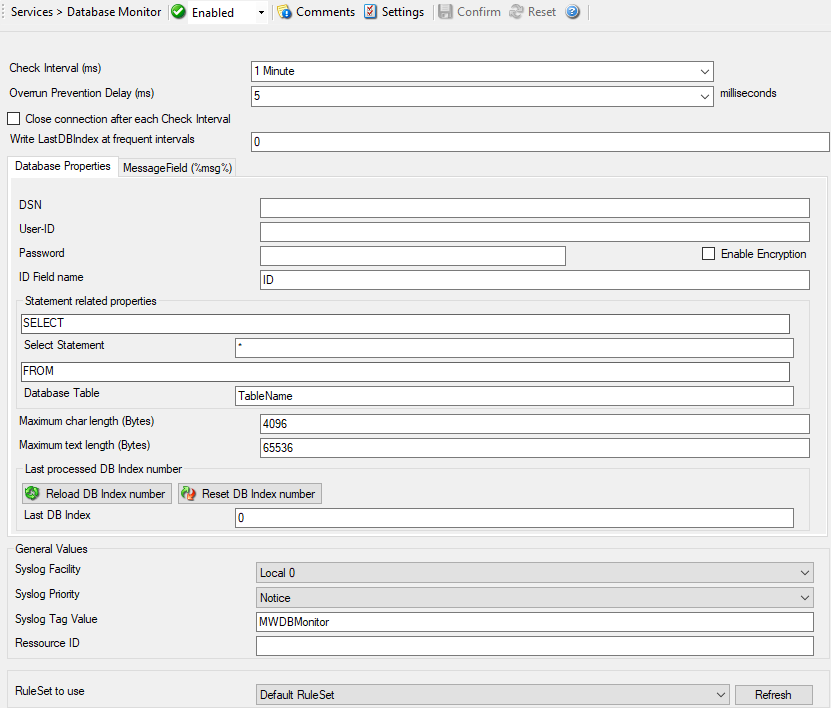 Services > Database Monitor Enabled Comments Settings Confirm Reset
Check Interval (ms) 1 Minute
Overrun Prevention Delay (ms) 5 milliseconds
Close connection after each Check Interval
Write LastDBIndex at frequent intervals 0
Database Properties MessageField (%msg%)
DSN
User-ID
Password Enable Encryption
ID Field name ID
Statement related properties
SELECT
Select Statement *
FROM
Database Table TableName
Maximum char length (Bytes) 4096
Maximum text length (Bytes) 65536
Last processed DB Index number
Reload DB Index number Reset DB Index number
Last DB Index 0
General Values
Syslog Facility Local 0
Syslog Priority Notice
Syslog Tag Value MWDBMonitor
Ressource ID
RuleSet to use Default RuleSet Refresh